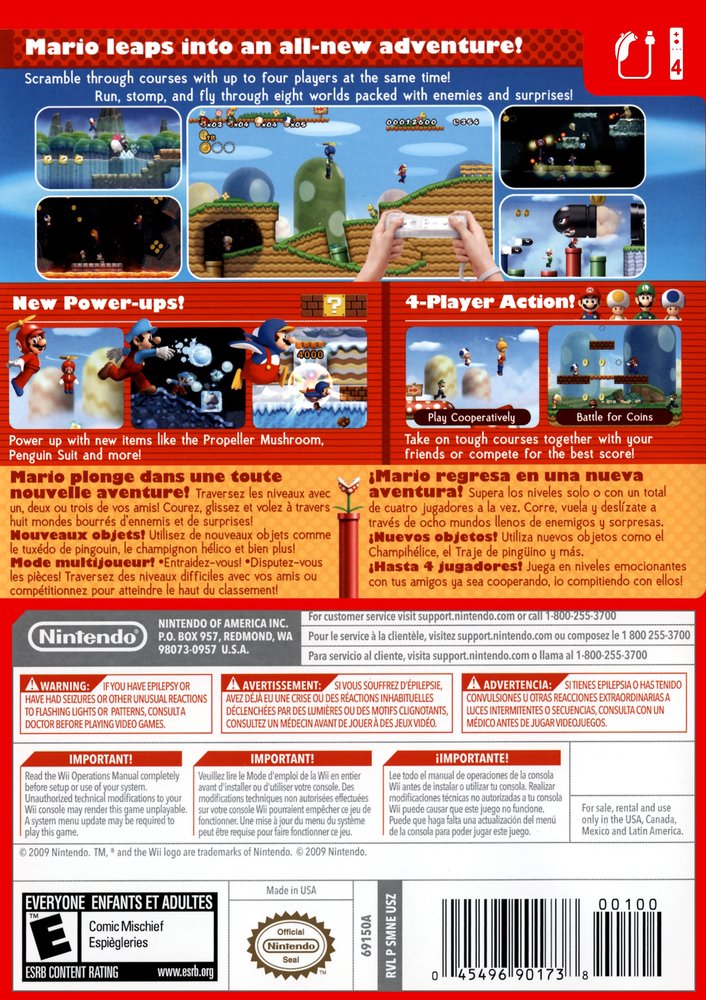 Mario leaps into an all-new adventure!
4
Scramble through courses with up to four players at the same time!
Run, stomp, and fly through eight worlds packed with enemies and surprises!
00012600
354
New Power-ups!
?
4000
Power up with new items like the Propeller Mushroom,
Penguin Suit and more!
4-Player Action!
Play Cooperatively
Battle for Coins
Take on tough courses together with your
friends or compete for the best score!
Mario plonge dans une toute
nouvelle aventure! Traversez les niveaux avec
un, deux ou trois de vos amis! Courez, glissez et volez à travers
huit mondes bourrés d'ennemis et de surprises!
Nouveaux objets! Utilisez de nouveaux objets comme
le tuxédo de pingouin, le champignon hélico et bien plus!
Mode multijoueur! •Entraidez-vous! •Disputez-vous
les pièces! Traversez des niveaux difficiles avec vos amis ou
compétitionnez pour atteindre le haut du classement!
¡Mario regresa en una nueva
aventura! Supera los niveles solo o con un total
de cuatro jugadores a la vez. Corre, vuela y deslízate a
través de ocho mundos llenos de enemigos y sorpresas.
¡Nuevos objetos! Utiliza nuevos objetos como el
Champihélice, el Traje de pingüino y más.
¡Hasta 4 jugadores! Juega en niveles emocionantes
con tus amigos ya sea cooperando, ¡o compitiendo con ellos!
Nintendo®
NINTENDO OF AMERICA INC.
P.O. BOX 957, REDMOND, WA
98073-0957 U.S.A.
For customer service visit support.nintendo.com or call 1-800-255-3700
Pour le service à la clientèle, visitez support.nintendo.com ou composez le 1 800 255-3700
Para servicio al cliente, visita support.nintendo.com o llama al 1-800-255-3700
WARNING: IF YOU HAVE EPILEPSY OR
HAVE HAD SEIZURES OR OTHER UNUSUAL REACTIONS
TO FLASHING LIGHTS OR PATTERNS, CONSULT A
DOCTOR BEFORE PLAYING VIDEO GAMES.
AVERTISSEMENT: SI VOUS SOUFFREZ D'ÉPILEPSIE,
AVEZ DÉJÀ EU UNE CRISE OU DES RÉACTIONS INHABITUELLES
DÉCLENCHÉES PAR DES LUMIÈRES OU DES MOTIFS CLIGNOTANTS,
CONSULTEZ UN MÉDECIN AVANT DE JOUER À DES JEUX VIDÉO.
ADVERTENCIA: SI TIENES EPILEPSIA O HAS TENIDO
CONVULSIONES U OTRAS REACCIONES EXTRAORDINARIAS A
LUCES INTERMITENTES O SECUENCIAS, CONSULTA CON UN
MÉDICO ANTES DE JUGAR VIDEOJUEGOS.
IMPORTANT!
Read the Wii Operations Manual completely
before setup or use of your system.
Unauthorized technical modifications to your
Wii console may render this game unplayable.
A system menu update may be required to
play this game.
IMPORTANT!
Veuillez lire le Mode d'emploi de la Wii en entier
avant d'installer ou d'utiliser votre console. Des
modifications techniques non autorisées effectuées
sur votre console Wii pourraient empêcher ce jeu de
fonctionner. Une mise à jour du menu du système
peut être requise pour faire fonctionner ce jeu.
¡IMPORTANTE!
Lee todo el manual de operaciones de la consola
Wii antes de instalar o utilizar tu consola. Realizar
modificaciones técnicas no autorizadas a tu consola
Wii puede causar que este juego no funcione.
Puede que haga falta una actualización del menú
de la consola para poder jugar este juego.
For sale, rental and use
only in the USA, Canada,
Mexico and Latin America.
© 2009 Nintendo. TM, ® and the Wii logo are trademarks of Nintendo. © 2009 Nintendo.
EVERYONE ENFANTS ET ADULTES
E
TM
Comic Mischief
Espiègleries
ESRB CONTENT RATING www.esrb.org
Made in USA
Official
Nintendo
Seal
69150A
RVL P SMNE USZ
00100
0 45496 90173 8